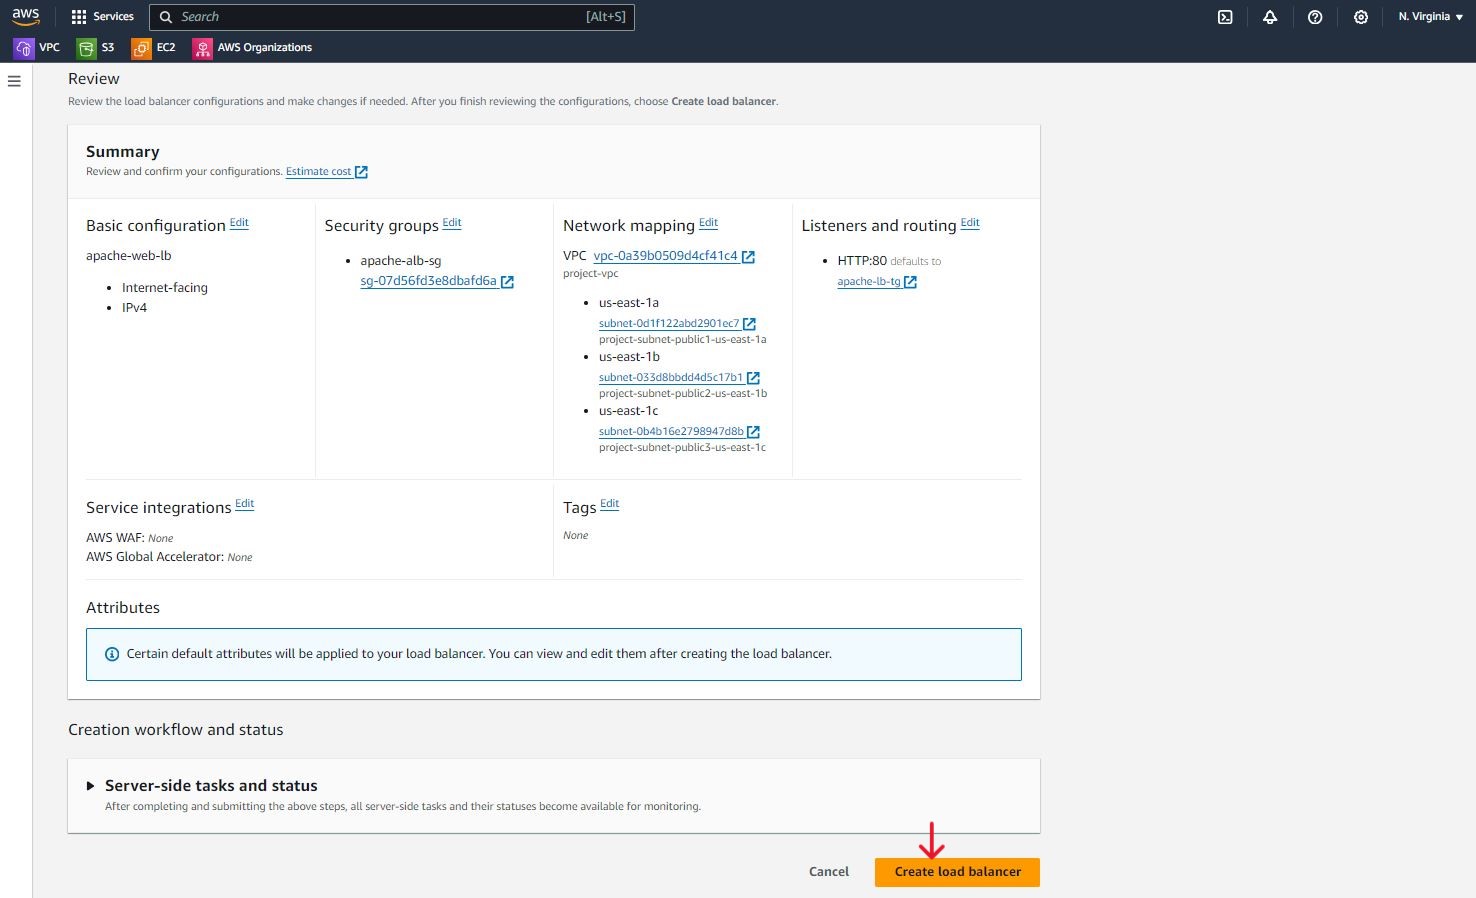 aws Services Search [Alt+S] N. Virginia
VPC S3 EC2 AWS Organizations
Review
Review the load balancer configurations and make changes if needed. After you finish reviewing the configurations, choose Create load balancer.
Summary
Review and confirm your configurations. Estimate cost
Basic configuration Edit
apache-web-lb
• Internet-facing
• IPv4
Security groups Edit
• apache-alb-sg
sg-07d56fd3e8dbafd6a
Network mapping Edit
VPC vpc-0a39b0509d4cf41c4
project-vpc
• us-east-1a
subnet-0d1f122abd2901ec7
project-subnet-public1-us-east-1a
• us-east-1b
subnet-033d8bbdd4d5c17b1
project-subnet-public2-us-east-1b
• us-east-1c
subnet-0b4b16e2798947d8b
project-subnet-public3-us-east-1c
Listeners and routing Edit
• HTTP:80 defaults to
apache-lb-tg
Service integrations Edit
AWS WAF: None
AWS Global Accelerator: None
Tags Edit
None
Attributes
Certain default attributes will be applied to your load balancer. You can view and edit them after creating the load balancer.
Creation workflow and status
Server-side tasks and status
After completing and submitting the above steps, all server-side tasks and their statuses become available for monitoring.
Cancel Create load balancer